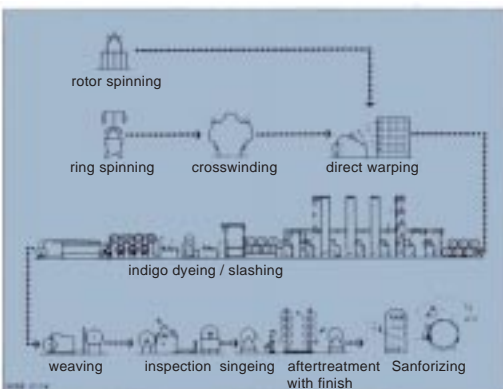 rotor spinning
ring spinning crosswinding direct warping
indigo dyeing / slashing
weaving inspection singeing aftertreatment Sanforizing
with finish